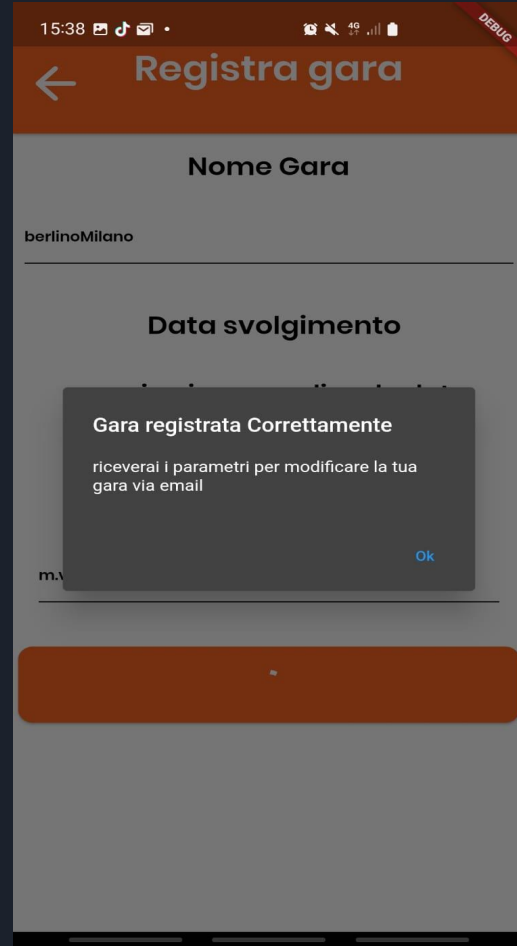 15:38
4G
DEBUG
Registra gara
Nome Gara
berlinoMilano
Data svolgimento
Gara registrata Correttamente
riceverai i parametri per modificare la tua
gara via email
Ok